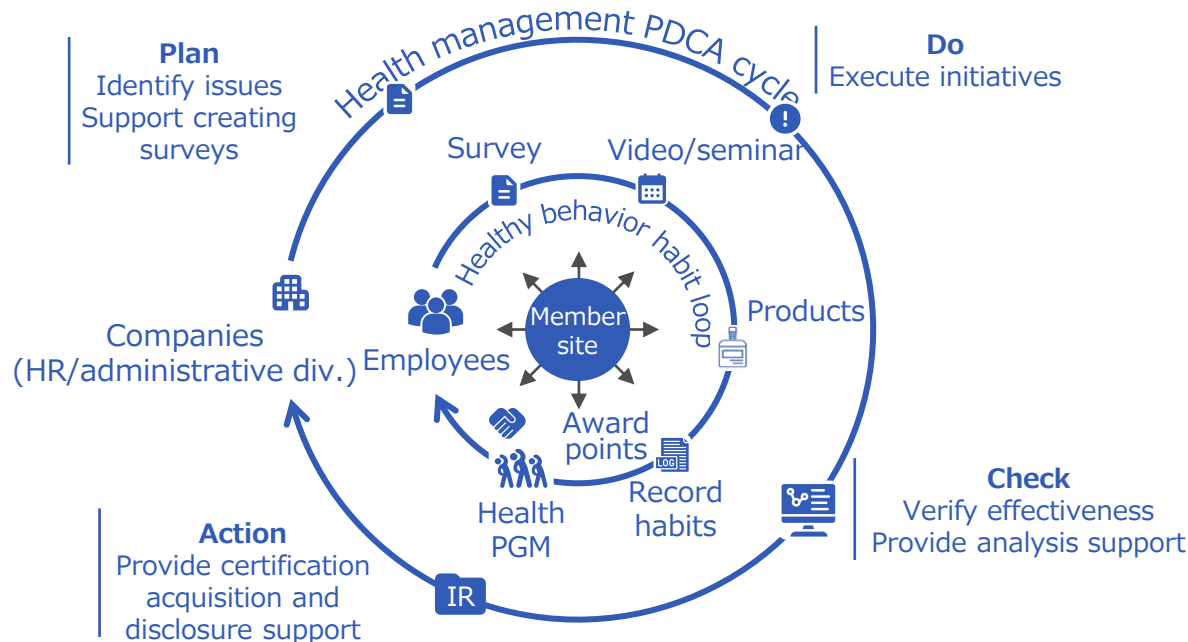 Health management PDCA cycle
Plan
Identify issues
Support creating
surveys
Do
Execute initiatives
Survey
Video/seminar
Healthy behavior habit loop
Products
Member
site
Companies
(HR/administrative div.)
Employees
Award
points
LOG
Record
habits
Health
PGM
Check
Verify effectiveness
Provide analysis support
Action
Provide certification
acquisition and
disclosure support
IR